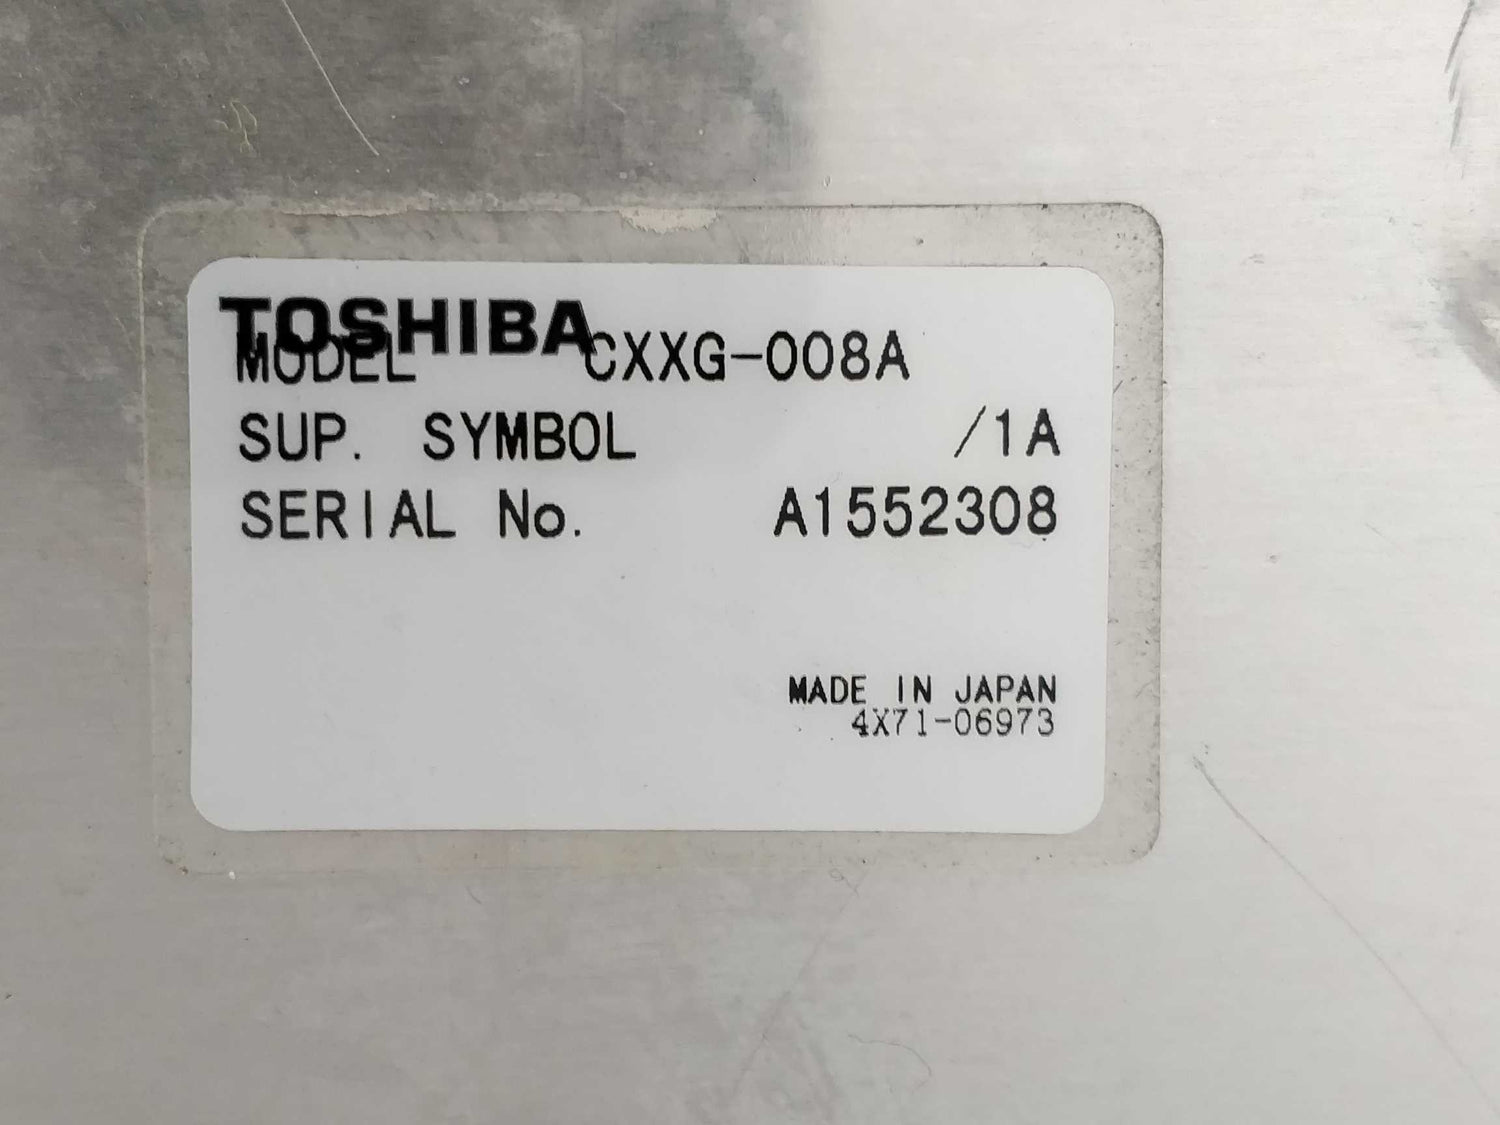 TOSHIBA
MODEL CXXG-008A
SUP. SYMBOL /1A
SERIAL No. A1552308
MADE IN JAPAN
4X71-06973